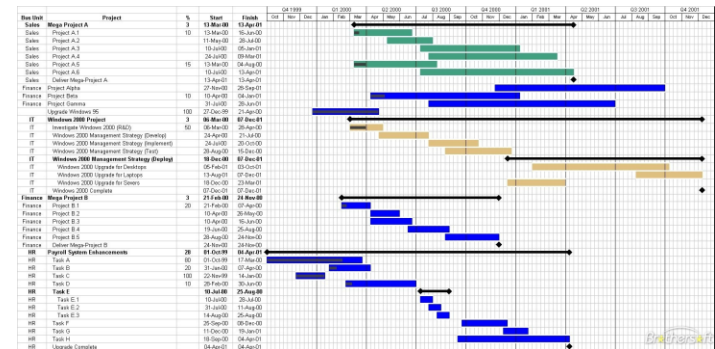 Q4 1999 Q1 2000 Q2 2000 Q3 2000 Q4 2000 Q1 2001 Q2 2001 Q3 2001 Q4 2001
Bus Unit Project % Start Finish Oct Nov Dec Jan Feb Mar Apr May Jun Jul Aug Sep Oct Nov Dec Jan Feb Mar Apr May Jun Jul Aug Sep Oct Nov Dec
Sales Mega Project A 3 13-Mar-00 13-Apr-01
Sales Project A.1 10 13-Mar-00 16-Jun-00
Sales Project A.2 11-May-00 28-Jul-00
Sales Project A.3 10-Jul-00 05-Jan-01
Sales Project A.4 24-Jul-00 09-Mar-01
Sales Project A.5 15 13-Mar-00 04-Aug-00
Sales Project A.6 10-Jul-00 13-Apr-01
Sales Deliver Mega-Project A 13-Apr-01 13-Apr-01
Finance Project Alpha 27-Nov-00 28-Sep-01
Finance Project Beta 10 10-Apr-00 04-Jan-01
Finance Project Gamma 31-Jul-00 28-Jun-01
Upgrade Windows 95 100 27-Dec-99 21-Apr-00
IT Windows 2000 Project 3 06-Mar-00 07-Dec-01
IT Investigate Windows 2000 (R&D) 50 06-Mar-00 28-Apr-00
IT Windows 2000 Management Strategy (Develop) 24-Apr-00 21-Jul-00
IT Windows 2000 Management Strategy (Implement) 24-Jul-00 20-Oct-00
IT Windows 2000 Management Strategy (Test) 28-Aug-00 15-Dec-00
IT Windows 2000 Management Strategy (Deploy) 18-Dec-00 07-Dec-01
IT Windows 2000 Upgrade for Desktops 05-Feb-01 03-Oct-01
IT Windows 2000 Upgrade for Laptops 13-Aug-01 07-Dec-01
IT Windows 2000 Upgrade for Severs 18-Dec-00 23-Mar-01
IT Windows 2000 Complete 07-Dec-01 07-Dec-01
Finance Mega Project B 3 21-Feb-00 24-Nov-00
Finance Project B.1 20 21-Feb-00 07-Apr-00
Finance Project B.2 10-Apr-00 26-May-00
Finance Project B.3 10-Apr-00 16-Jun-00
Finance Project B.4 19-Jun-00 25-Aug-00
Finance Project B.5 28-Aug-00 24-Nov-00
Finance Deliver Mega-Project B 24-Nov-00 24-Nov-00
HR Payroll System Enhancements 28 01-Oct-99 04-Apr-01
HR Task A 80 01-Oct-99 17-Mar-00
HR Task B 20 31-Jan-00 07-Apr-00
HR Task C 100 22-Nov-99 14-Jan-00
HR Task D 10 28-Feb-00 30-Jun-00
HR Task E 10-Jul-00 25-Aug-00
HR Task E.1 10-Jul-00 28-Jul-00
HR Task E.2 31-Jul-00 11-Aug-00
HR Task E.3 14-Aug-00 25-Aug-00
HR Task F 25-Sep-00 08-Dec-00
HR Task G 11-Dec-00 19-Jan-01
HR Task H 18-Sep-00 04-Apr-01
HR Upgrade Complete 04-Apr-01 04-Apr-01
Brothersoft